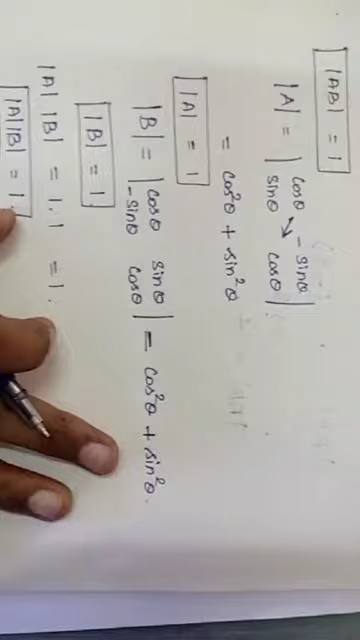 |AB| = 1
|A| = | cosθ -sinθ |
| sinθ cosθ |
= cos²θ + sin²θ
|A| = 1
|B| = | cosθ sinθ | = cos²θ + sin²θ.
| -sinθ cosθ |
|B| = 1
|A| |B| = 1.1 = 1.
|A||B| = 1